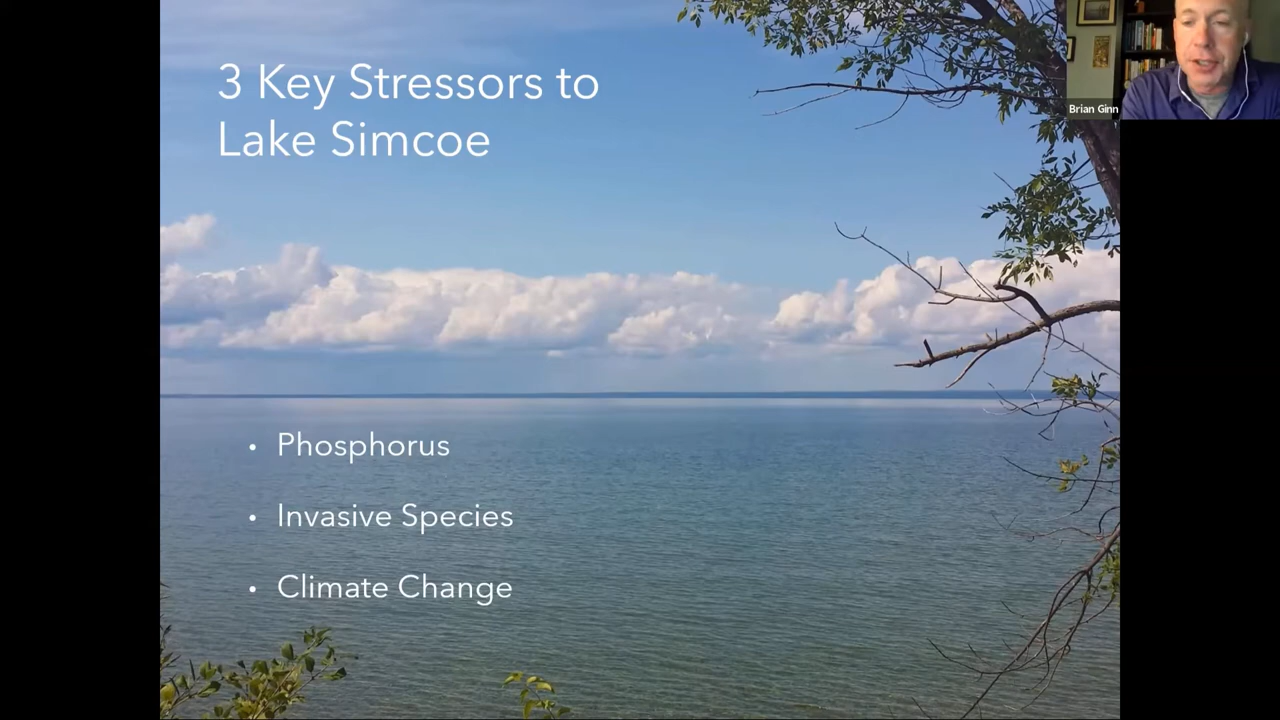 3 Key Stressors to
Lake Simcoe
Brian Ginn
• Phosphorus
• Invasive Species
• Climate Change